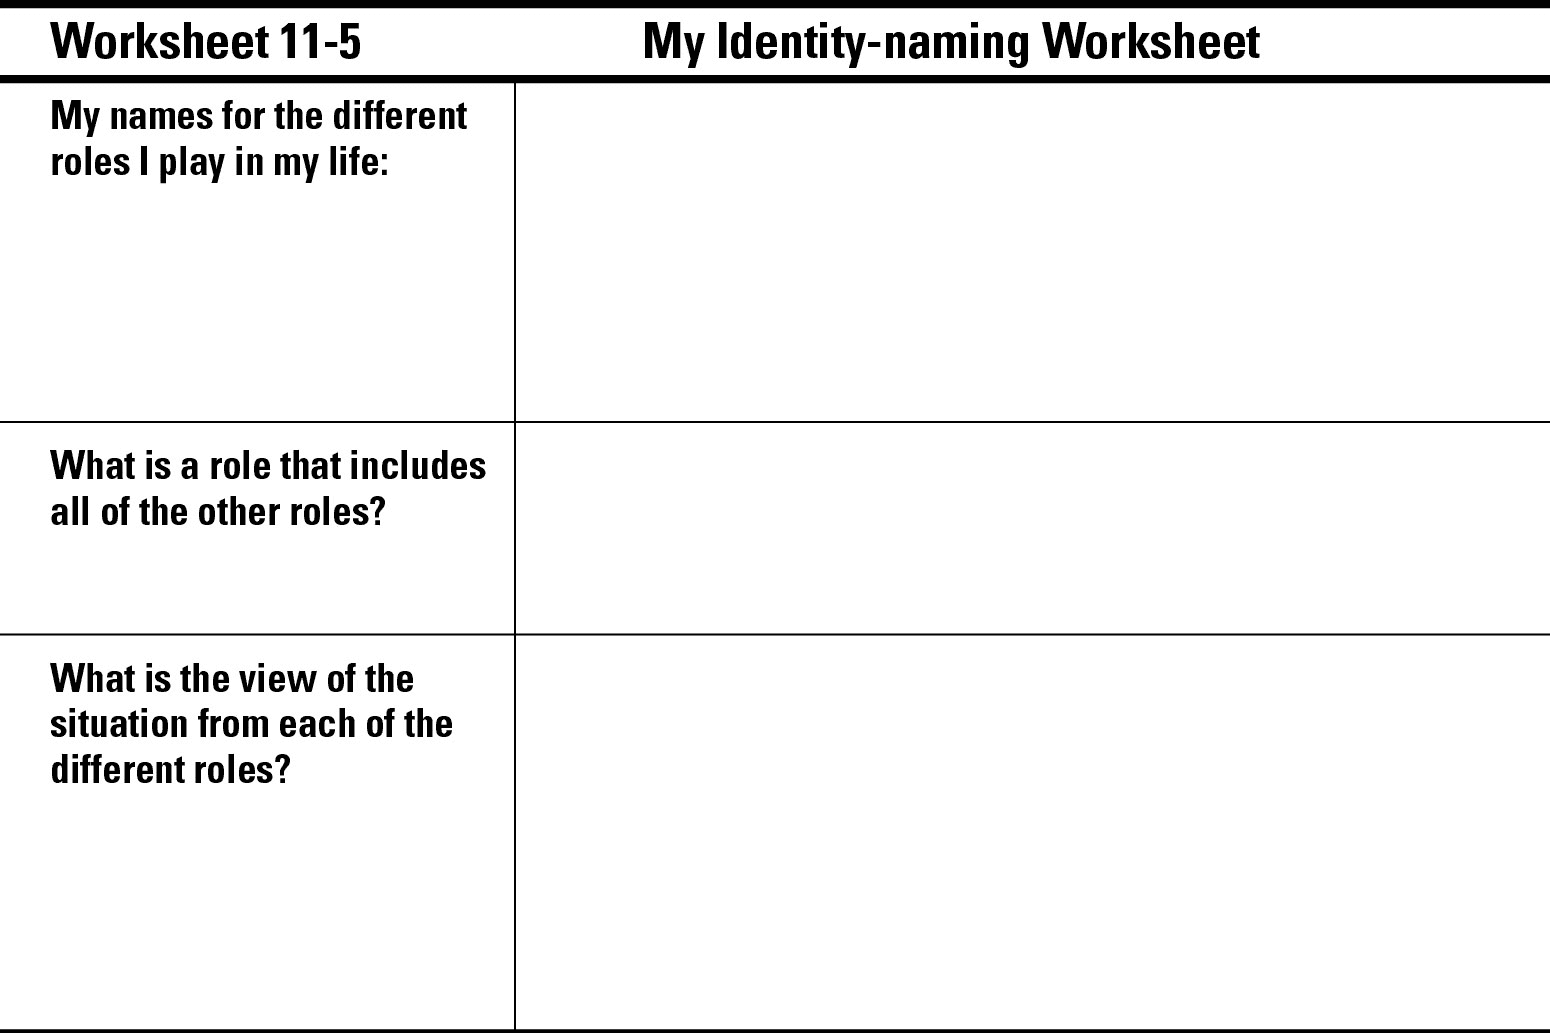 Worksheet 11-5 My Identity-naming Worksheet
My names for the different
roles I play in my life:
What is a role that includes
all of the other roles?
What is the view of the
situation from each of the
different roles?